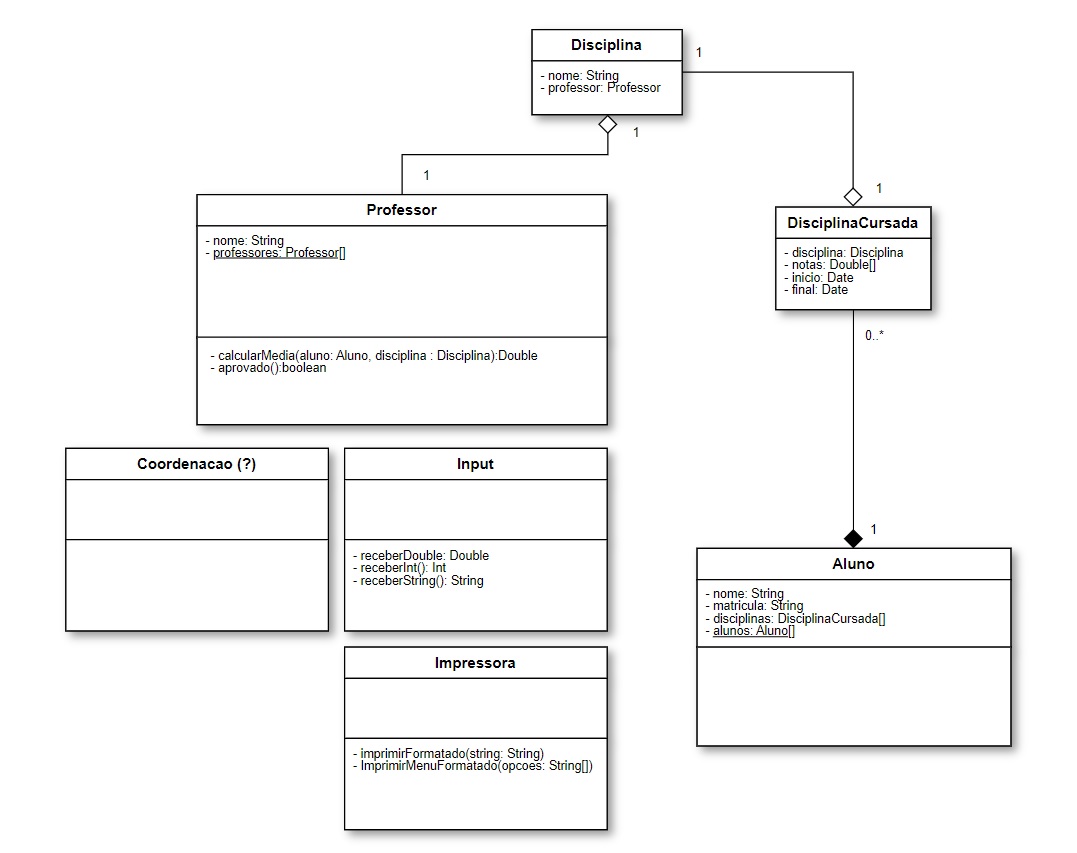 Disciplina
- nome: String
- professor: Professor
1
1
1
1
Professor
- nome: String
- professores: Professor[]
- calcularMedia(aluno: Aluno, disciplina : Disciplina):Double
- aprovado():boolean
DisciplinaCursada
- disciplina: Disciplina
- notas: Double[]
- inicio: Date
- final: Date
0..*
Coordenacao (?)
Input
- receberDouble: Double
- receberInt(): Int
- receberString(): String
1
Aluno
- nome: String
- matricula: String
- disciplinas: DisciplinaCursada[]
- alunos: Aluno[]
Impressora
- imprimirFormatado(string: String)
- ImprimirMenuFormatado(opcoes: String[])